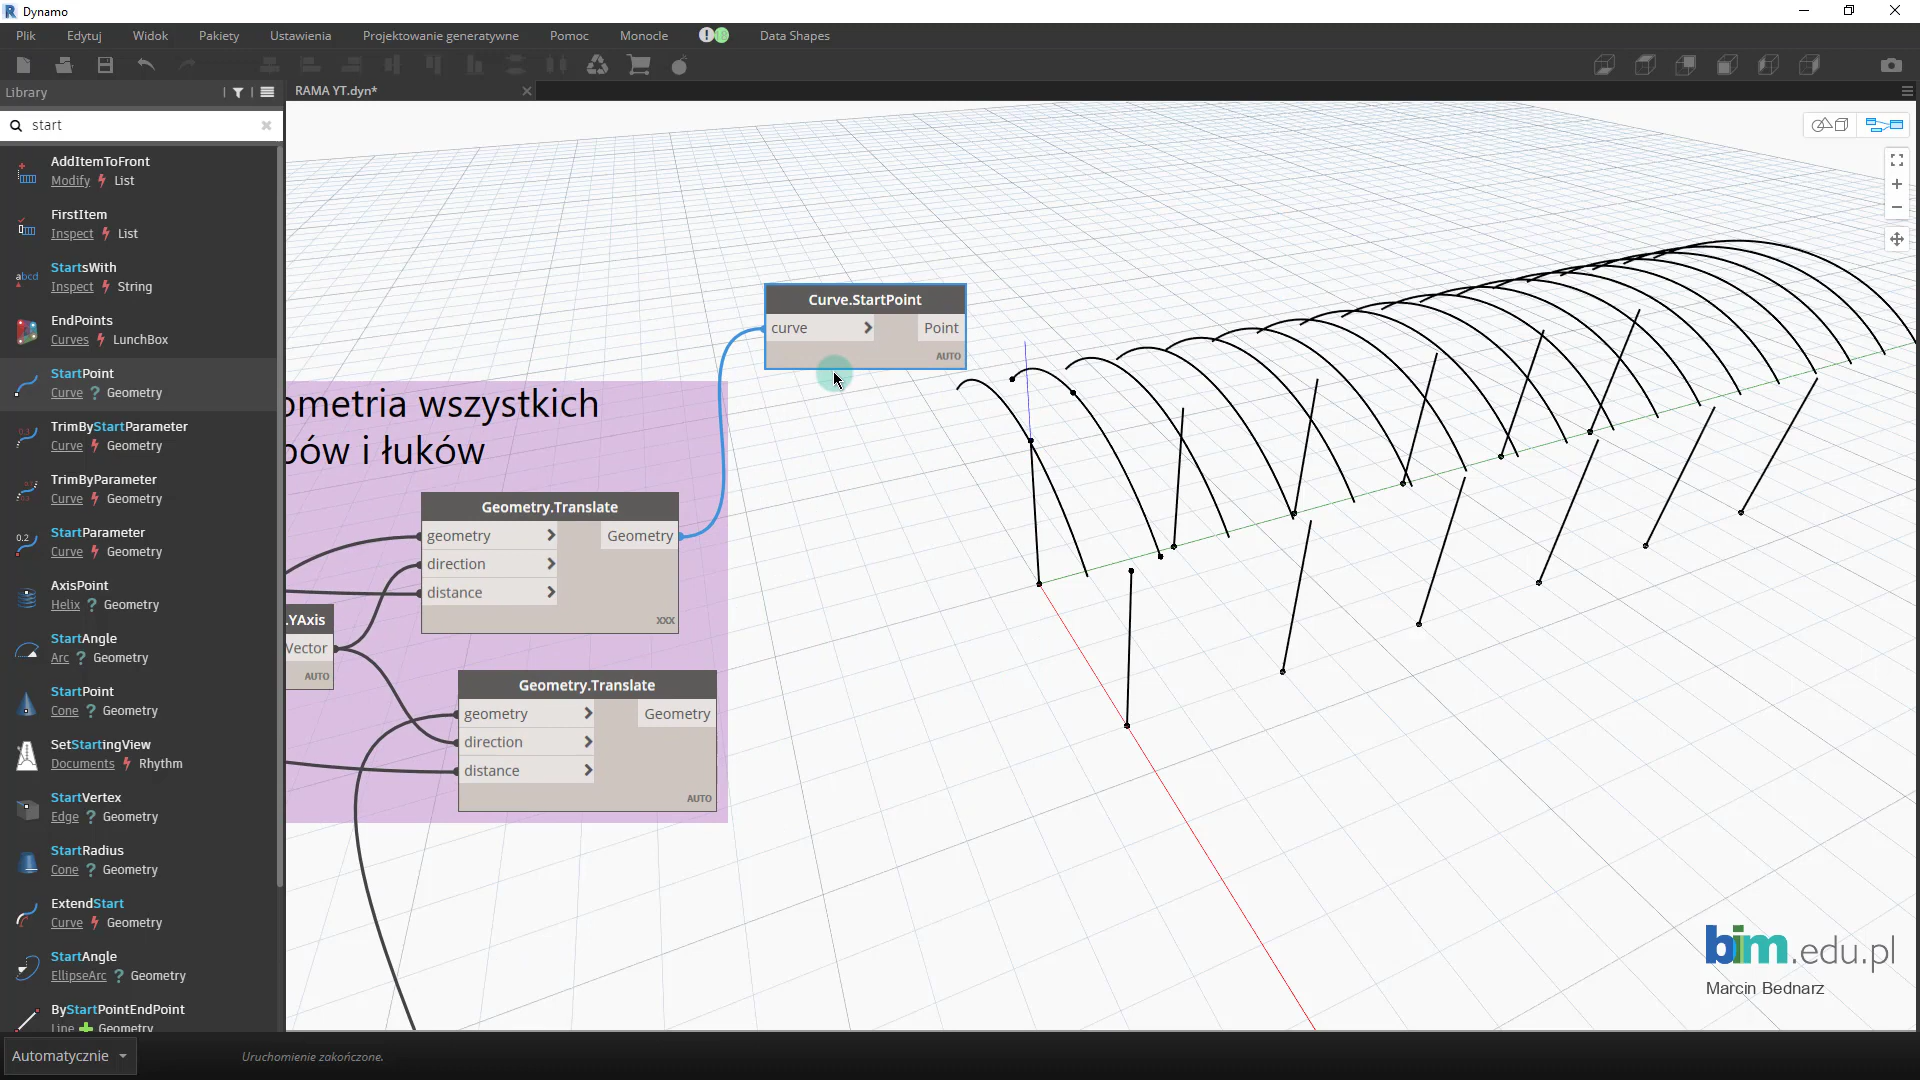 Dynamo
Plik Edytuj Widok Pakiety Ustawienia Projektowanie generatywne Pomoc Monocle Data Shapes
Library
RAMA YT.dyn*
start
AddItemToFront
Modify List
FirstItem
Inspect List
StartsWith
Inspect String
EndPoints
Curves LunchBox
StartPoint
Curve Geometry
TrimByStartParameter
Curve Geometry
TrimByParameter
Curve Geometry
StartParameter
Curve Geometry
AxisPoint
Helix Geometry
StartAngle
Arc Geometry
StartPoint
Cone Geometry
SetStartingView
Documents Rhythm
StartVertex
Edge Geometry
StartRadius
Cone Geometry
ExtendStart
Curve Geometry
StartAngle
EllipseArc Geometry
ByStartPointEndPoint
Line Geometry
Curve.StartPoint
curve > Point
AUTO
ometria wszystkich
pów i łuków
Geometry.Translate
geometry > Geometry
direction >
distance >
XXX
.YAxis
Vector
AUTO
Geometry.Translate
geometry > Geometry
direction >
distance >
AUTO
bim.edu.pl
Marcin Bednarz
Automatycznie
Uruchomienie zakończone.